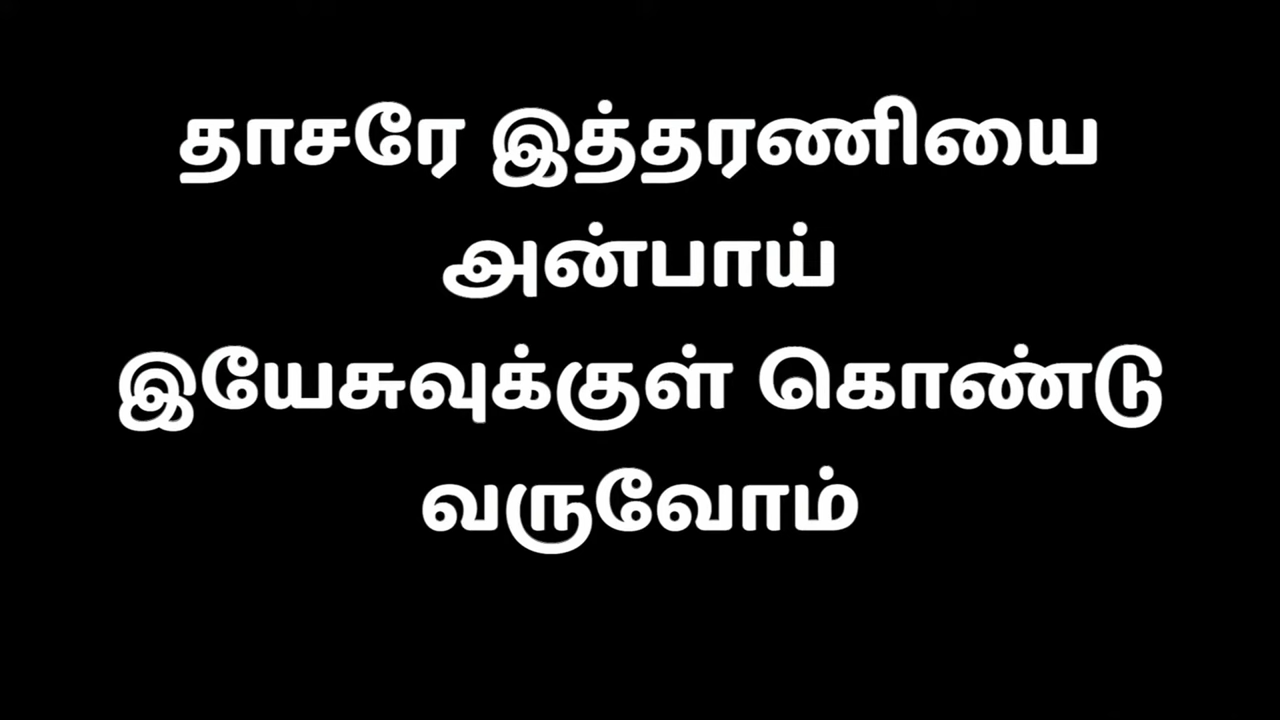 தாசரே இத்தரணியை
அன்பாய்
இயேசுவுக்குள் கொண்டு
வருவோம்